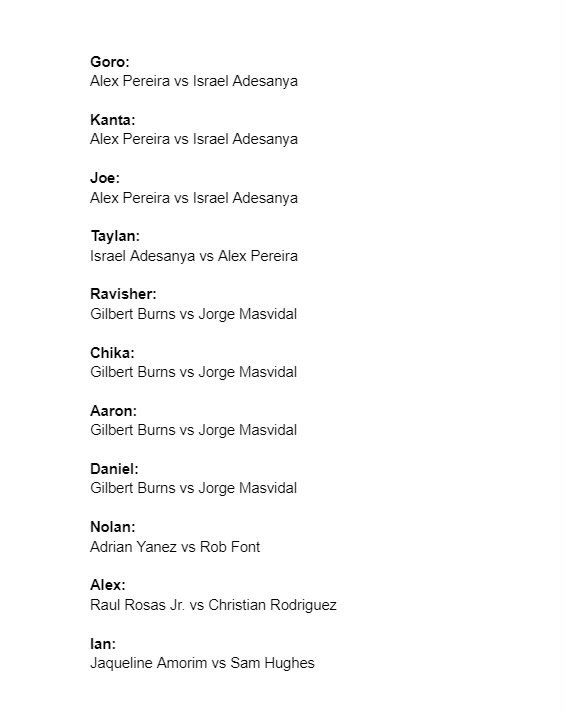 Goro:
Alex Pereira vs Israel Adesanya
Kanta:
Alex Pereira vs Israel Adesanya
Joe:
Alex Pereira vs Israel Adesanya
Taylan:
Israel Adesanya vs Alex Pereira
Ravisher:
Gilbert Burns vs Jorge Masvidal
Chika:
Gilbert Burns vs Jorge Masvidal
Aaron:
Gilbert Burns vs Jorge Masvidal
Daniel:
Gilbert Burns vs Jorge Masvidal
Nolan:
Adrian Yanez vs Rob Font
Alex:
Raul Rosas Jr. vs Christian Rodriguez
Ian:
Jaqueline Amorim vs Sam Hughes